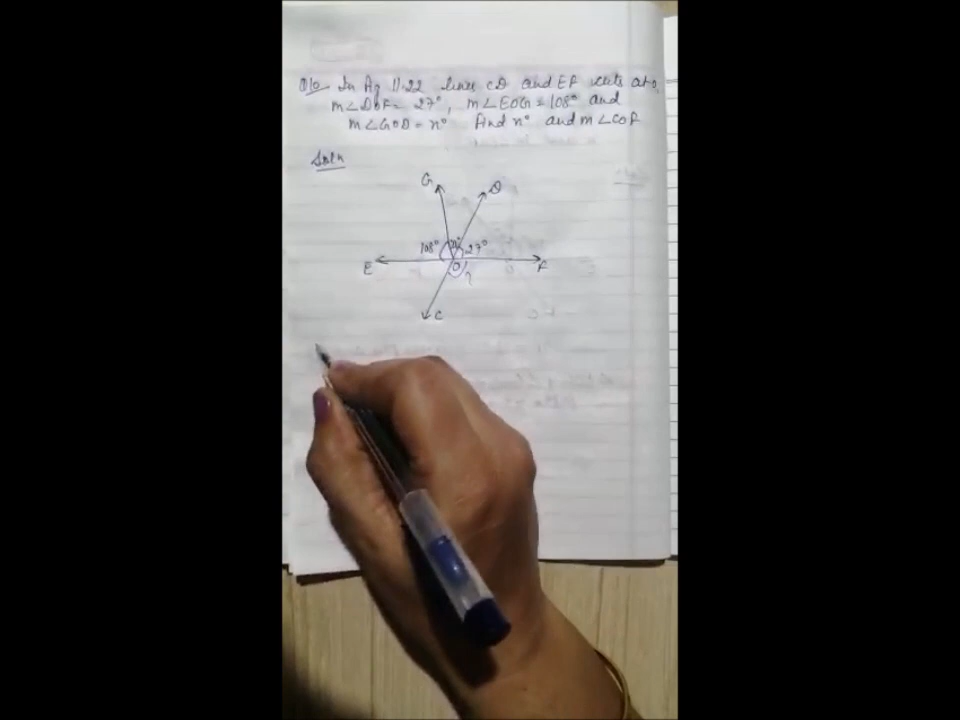 Q10 In Fig 11.22 lines CD and EF at O,
m∠DOF = 27°, m∠EOG = 108° and
m∠GOD = n° Find n° and m∠COF
Soln
G D
108° n° 27°
E O F
C